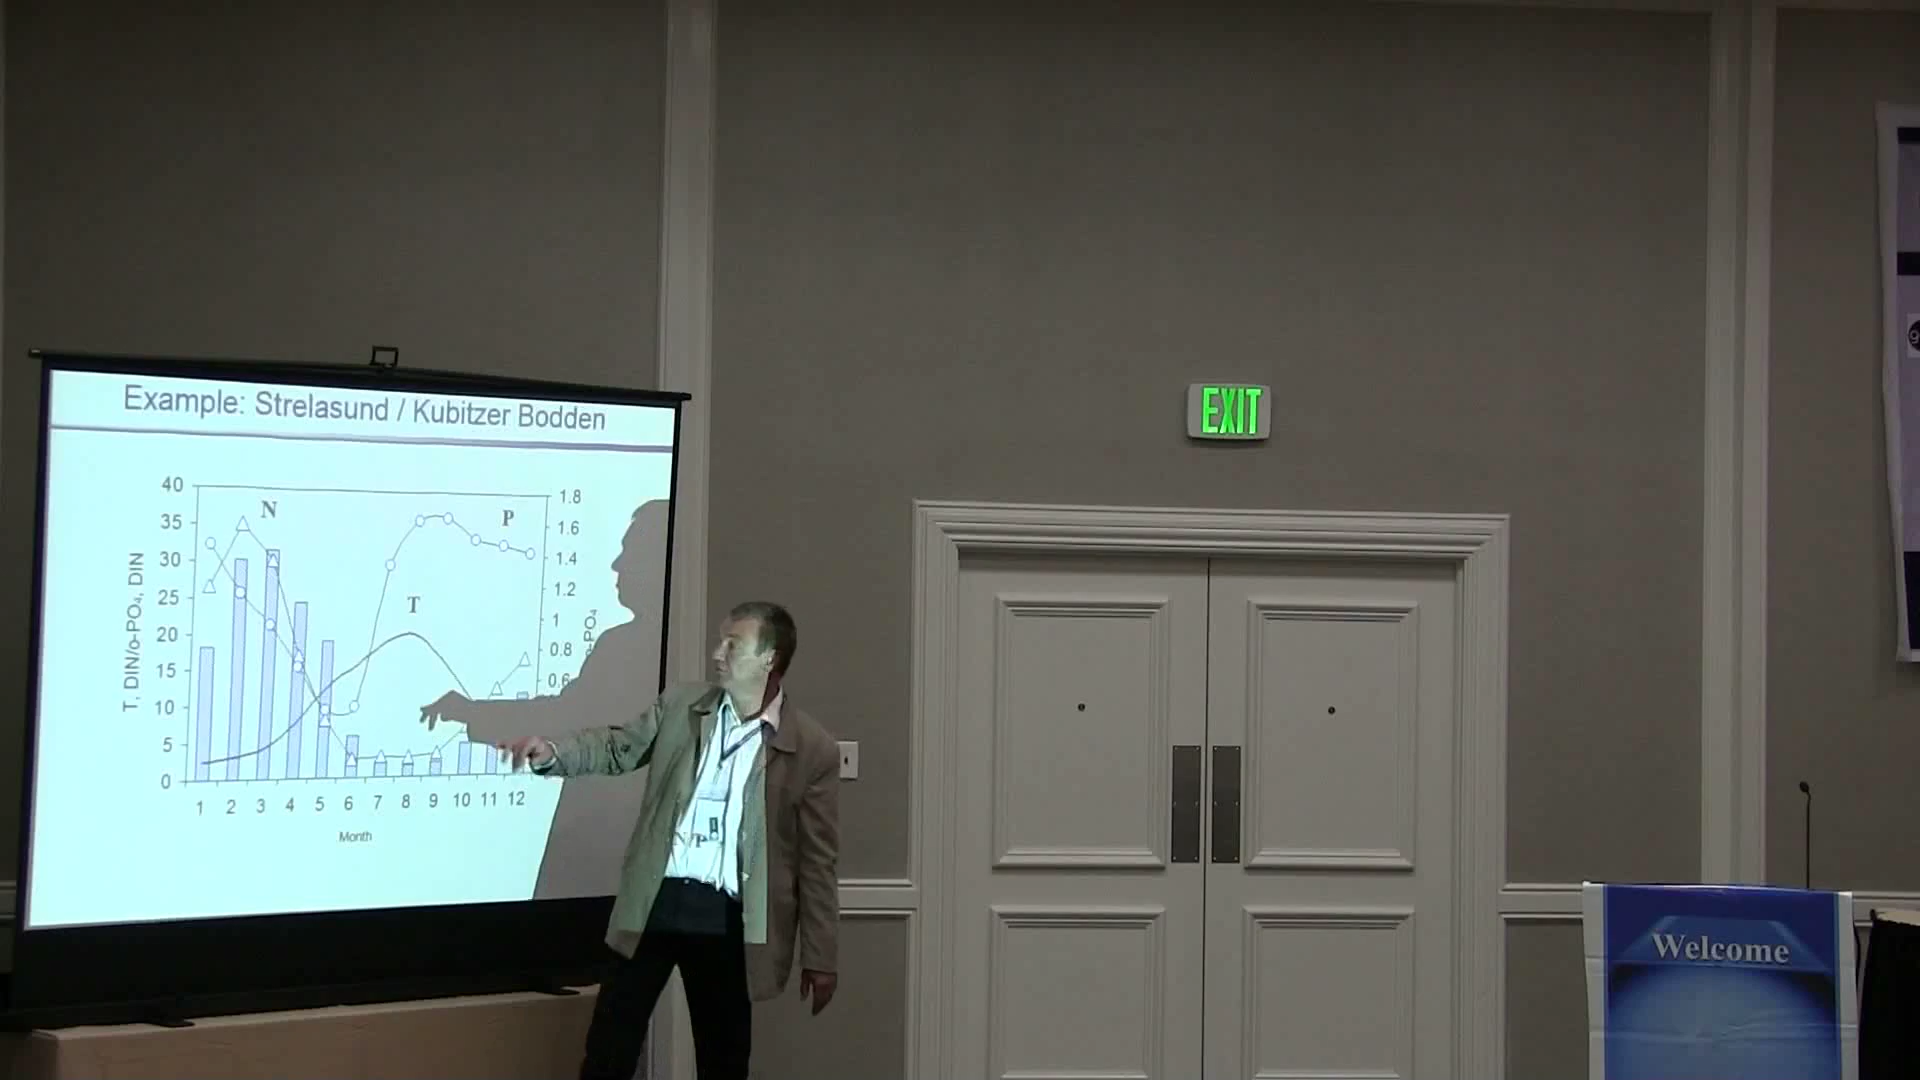 Example: Strelasund / Kubitzer Bodden
40
35
30
25
20
15
10
5
0
T, DIN/o-PO₄, DIN
N
P
T
1.8
1.6
1.4
1.2
1
0.8
0.6
-PO₄
1 2 3 4 5 6 7 8 9 10 11 12
Month
N/P
EXIT
Welcome